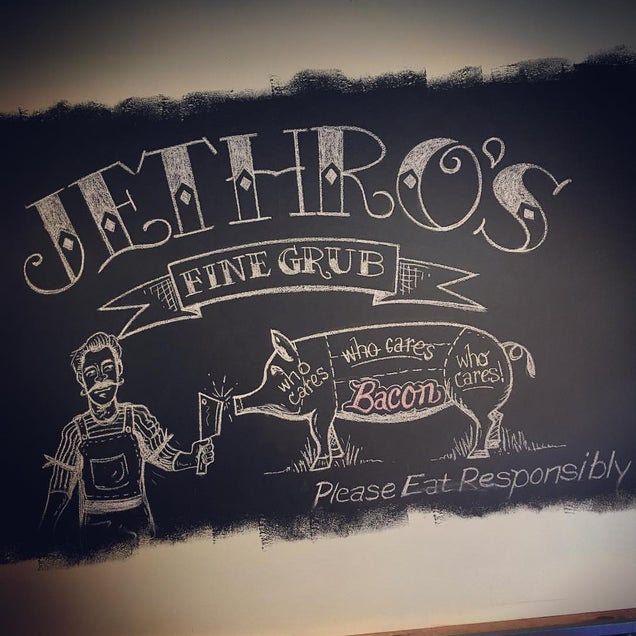 JETHRO'S
FINE GRUB
WHO CARES
WHO CARES
WHO CARES!
Bacon
Please Eat Responsibly